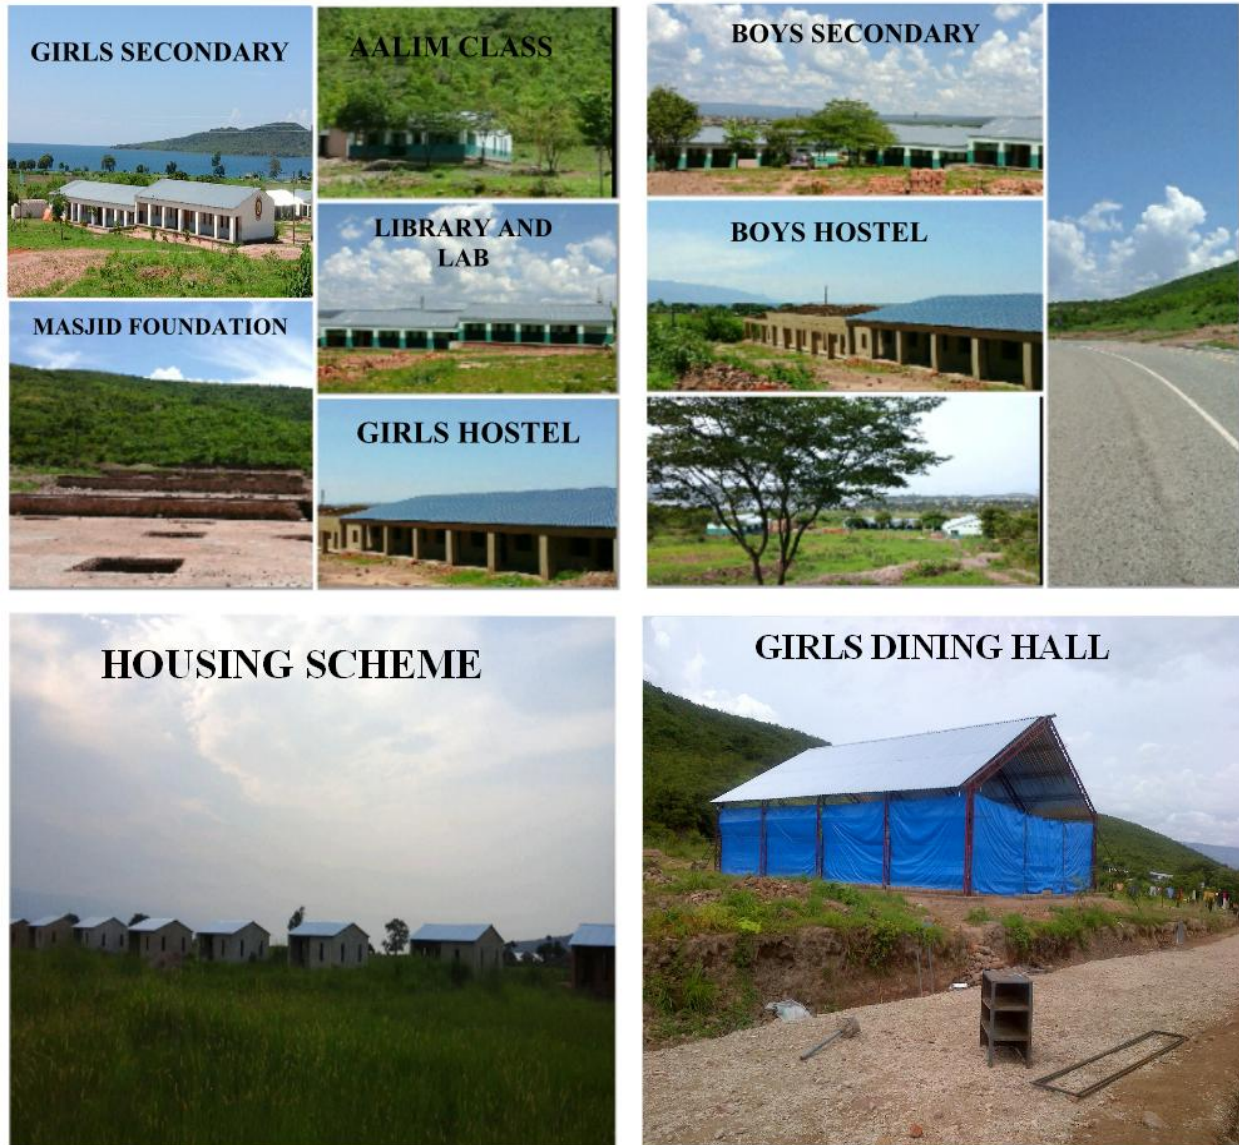 GIRLS SECONDARY
AALIM CLASS
LIBRARY AND
LAB
MASJID FOUNDATION
GIRLS HOSTEL
BOYS SECONDARY
BOYS HOSTEL
HOUSING SCHEME
GIRLS DINING HALL